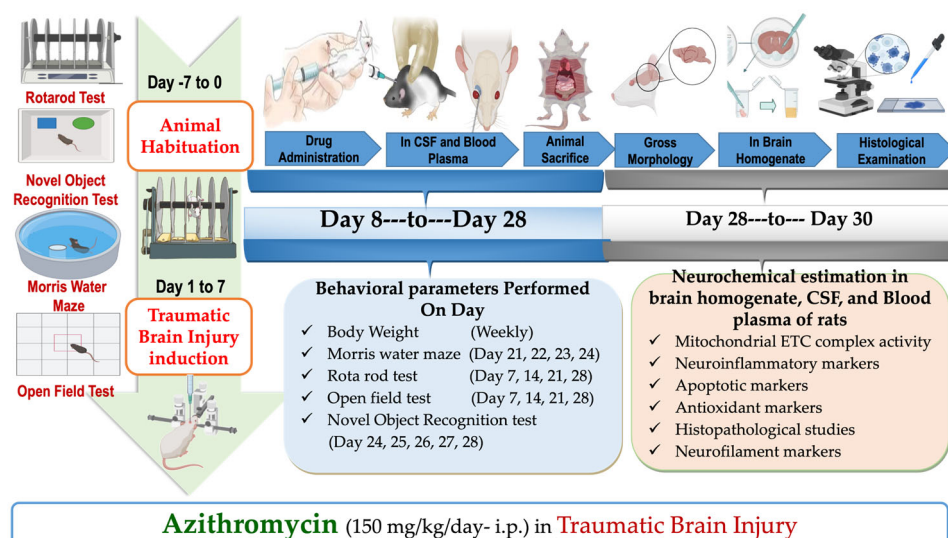 Rotarod Test
Novel Object
Recognition Test
Morris Water
Maze
Open Field Test
Day -7 to 0
Animal
Habituation
Day 1 to 7
Traumatic
Brain Injury
induction
Drug
Administration
In CSF and Blood
Plasma
Animal
Sacrifice
Gross
Morphology
In Brain
Homogenate
Histological
Examination
Day 8---to---Day 28
Day 28---to--- Day 30
Behavioral parameters Performed
On Day
✓ Body Weight (Weekly)
✓ Morris water maze (Day 21, 22, 23, 24)
✓ Rota rod test (Day 7, 14, 21, 28)
✓ Open field test (Day 7, 14, 21, 28)
✓ Novel Object Recognition test
(Day 24, 25, 26, 27, 28)
Neurochemical estimation in
brain homogenate, CSF, and Blood
plasma of rats
✓ Mitochondrial ETC complex activity
✓ Neuroinflammatory markers
✓ Apoptotic markers
✓ Antioxidant markers
✓ Histopathological studies
✓ Neurofilament markers
Azithromycin (150 mg/kg/day- i.p.) in Traumatic Brain Injury